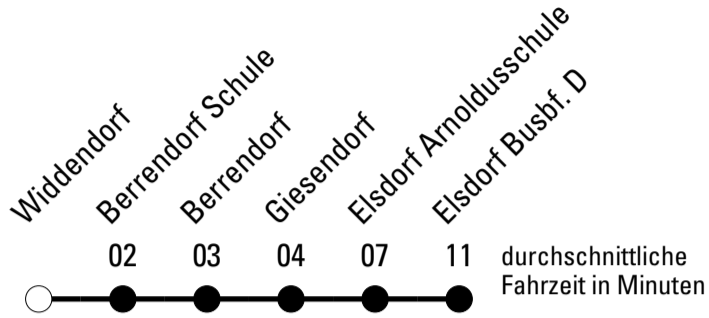 Widdendorf
Berrendorf Schule
Berrendorf
Giesendorf
Elsdorf Arnoldusschule
Elsdorf Busbf. D
02 03 04 07 11
durchschnittliche
Fahrzeit in Minuten